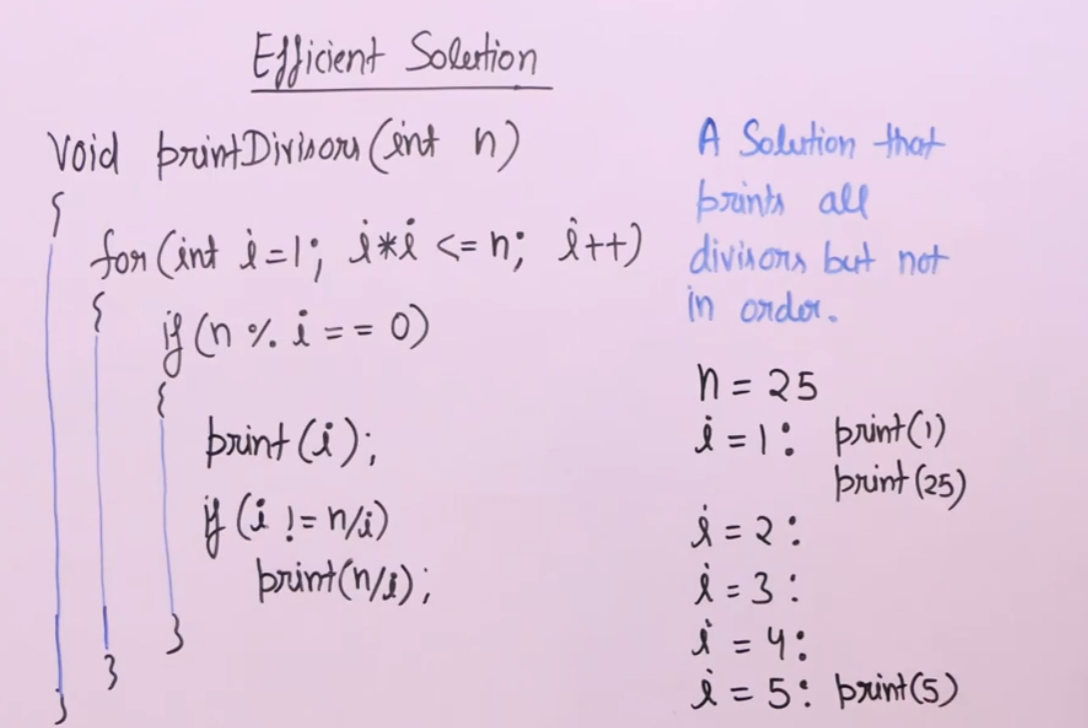 Efficient Solution
void printDivisors(int n)
{
for(int i=1; i*i <= n; i++)
{
if(n % i == 0)
{
print(i);
if(i != n/i)
print(n/i);
}
}
}
A Solution that
prints all
divisors but not
in order.
n = 25
i = 1: print(1)
print(25)
i = 2:
i = 3:
i = 4:
i = 5: print(5)